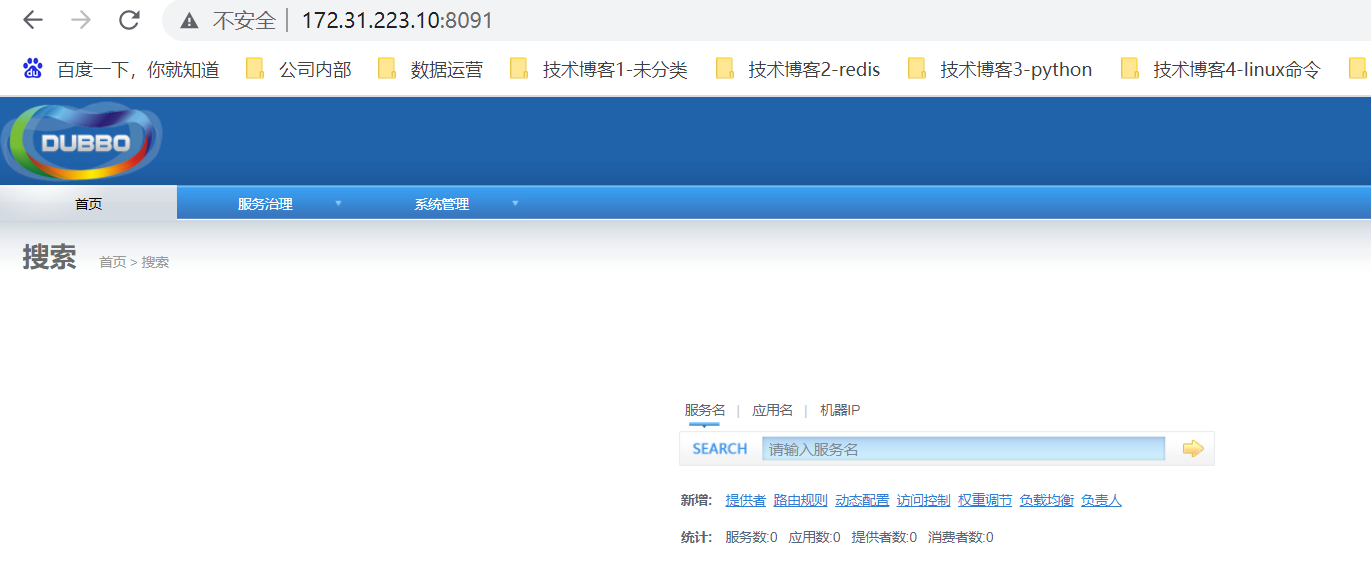 不安全 | 172.31.223.10:8091
百度一下，你就知道 公司内部 数据运营 技术博客1-未分类 技术博客2-redis 技术博客3-python 技术博客4-linux命令
DUBBO
首页 服务治理 系统管理
搜索 首页 > 搜索
服务名 | 应用名 | 机器IP
SEARCH 请输入服务名
新增： 提供者 路由规则 动态配置 访问控制 权重调节 负载均衡 负责人
统计： 服务数:0 应用数:0 提供者数:0 消费者数:0